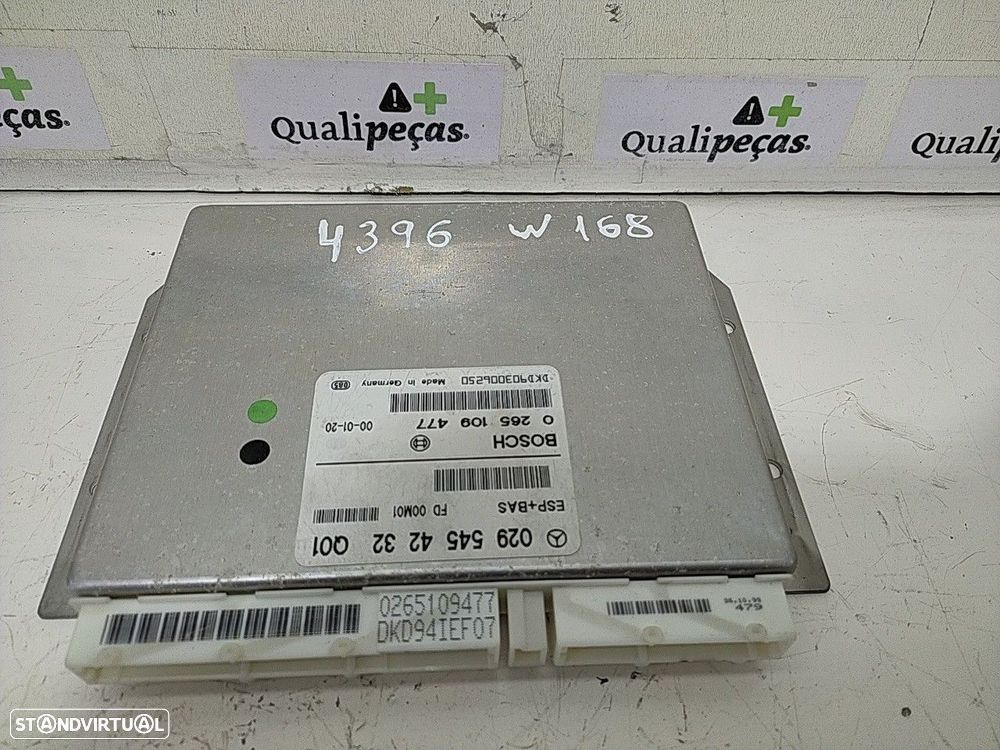 ças.
Qualipeças.
Qualipeças.
Quali
4396 W168
029 545 42 32 Q01
ESP+BAS FD 00M01
BOSCH
0 265 109 477 00-01-20
DKD903006250 Made in Germany
0265109477
DKD94IEF07
479
STANDVIRTUAL